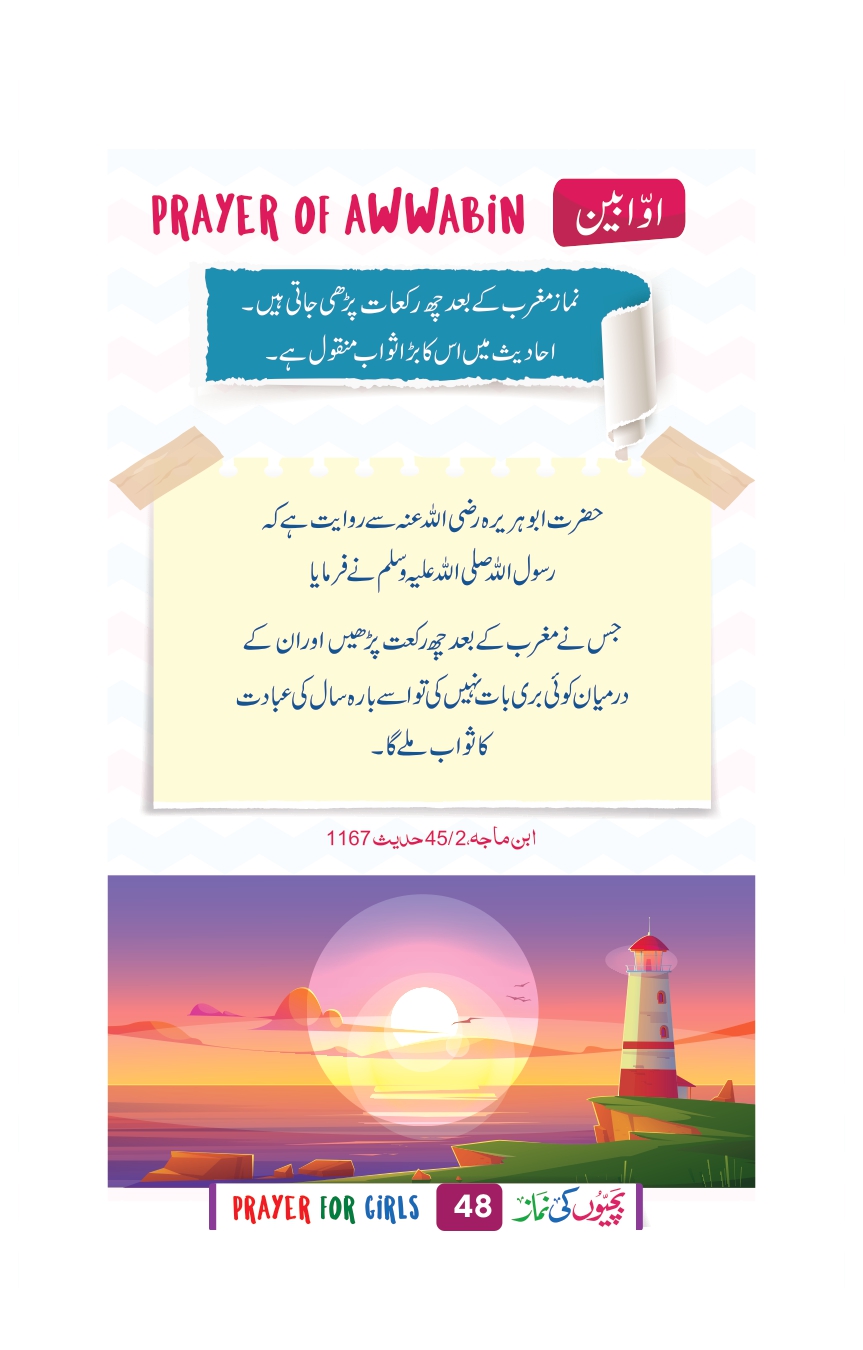 PRAYER OF AWWABiN اوّابین
نماز مغرب کے بعد چھ رکعات پڑھی جاتی ہیں۔
احادیث میں اس کا بڑا ثواب منقول ہے۔
حضرت ابو ہریرہ رضی اللہ عنہ سے روایت ہے کہ
رسول اللہ صلی اللہ علیہ وسلم نے فرمایا
جس نے مغرب کے بعد چھ رکعت پڑھیں اور ان کے
درمیان کوئی بری بات نہیں کی تو اسے بارہ سال کی عبادت
کا ثواب ملے گا۔
ابن ماجه،45/2 حدیث 1167
PRAYER FOR GiRLS 48 بچّیوں کی نماز